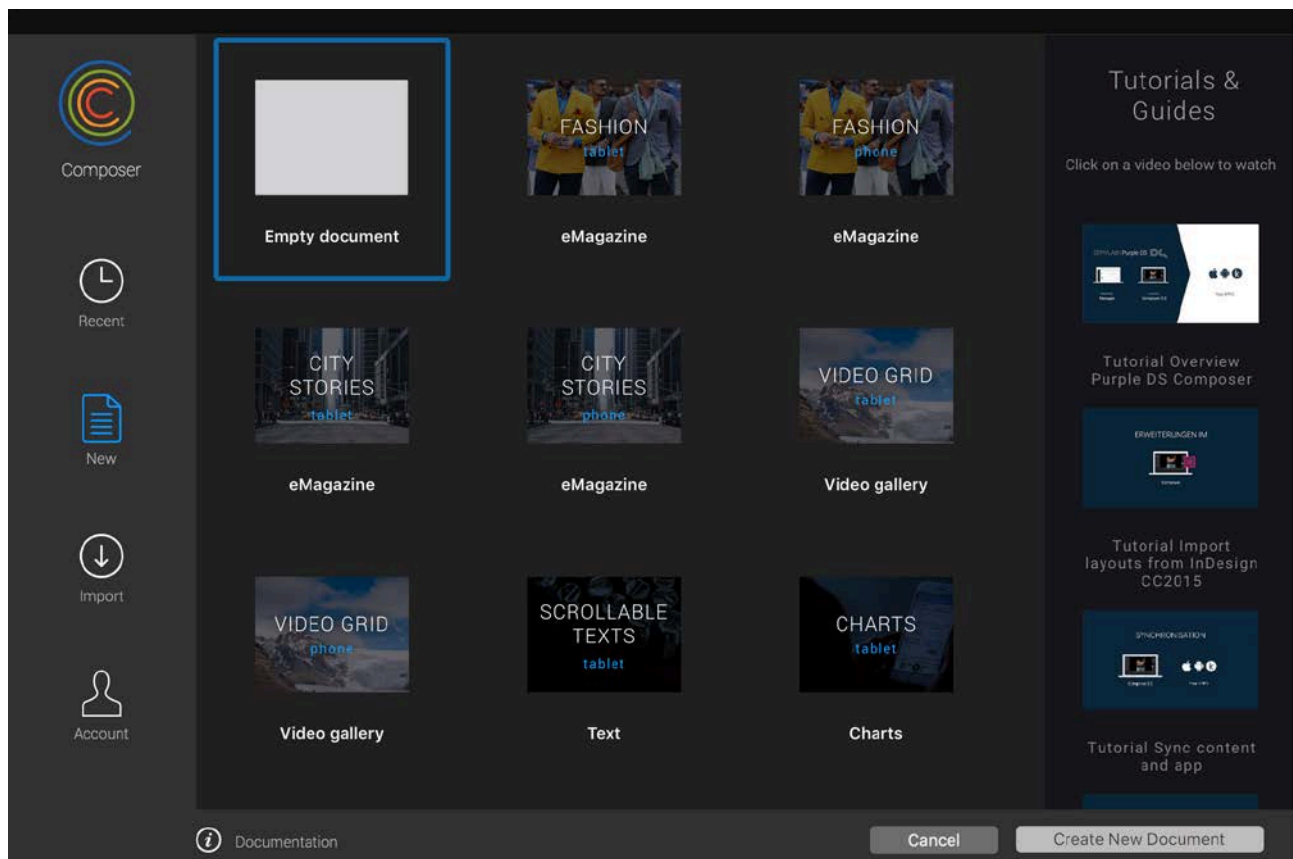 Composer
Recent
New
Import
Account
FASHION
tablet
FASHION
phone
Empty document
eMagazine
eMagazine
CITY
STORIES
tablet
CITY
STORIES
phone
VIDEO GRID
tablet
eMagazine
eMagazine
Video gallery
VIDEO GRID
phone
SCROLLABLE
TEXTS
tablet
CHARTS
tablet
Video gallery
Text
Charts
Documentation
Cancel
Create New Document
Tutorials &
Guides
Click on a video below to watch
Purple DS
Tutorial Overview
Purple DS Composer
ERWEITERUNGEN IM
Tutorial Import
layouts from InDesign
CC2015
SYNCHRONISATION
Tutorial Sync content
and app